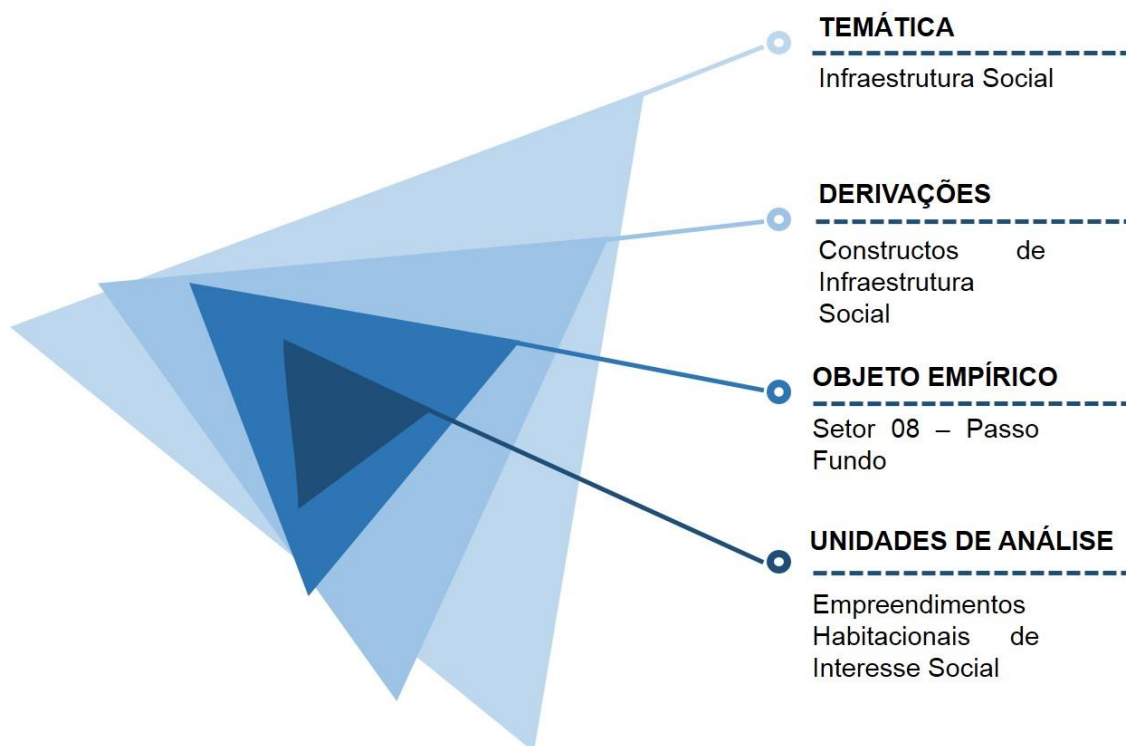 TEMÁTICA
Infraestrutura Social
DERIVAÇÕES
Constructos de
Infraestrutura
Social
OBJETO EMPÍRICO
Setor 08 – Passo
Fundo
UNIDADES DE ANÁLISE
Empreendimentos
Habitacionais de
Interesse Social